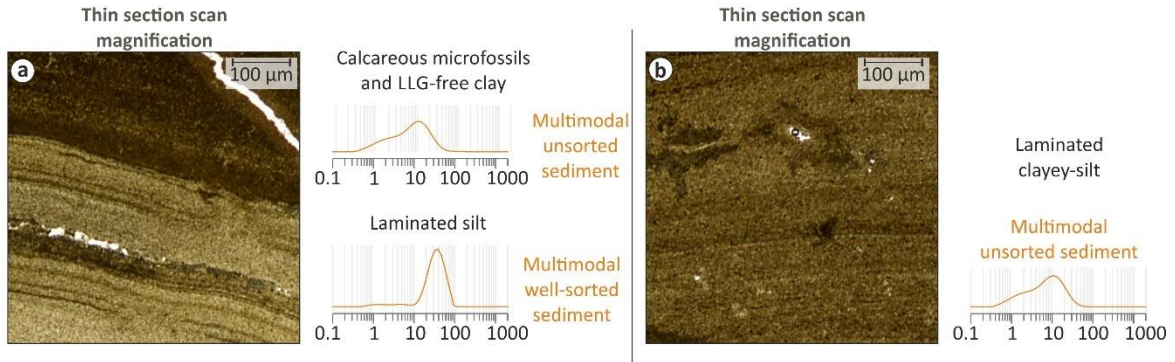 Thin section scan
magnification
a
100 µm
Calcareous microfossils
and LLG-free clay
Multimodal
unsorted
sediment
0.1 1 10 100 1000
Laminated silt
Multimodal
well-sorted
sediment
0.1 1 10 100 1000
Thin section scan
magnification
b
100 µm
Laminated
clayey-silt
Multimodal
unsorted sediment
0.1 1 10 100 1000